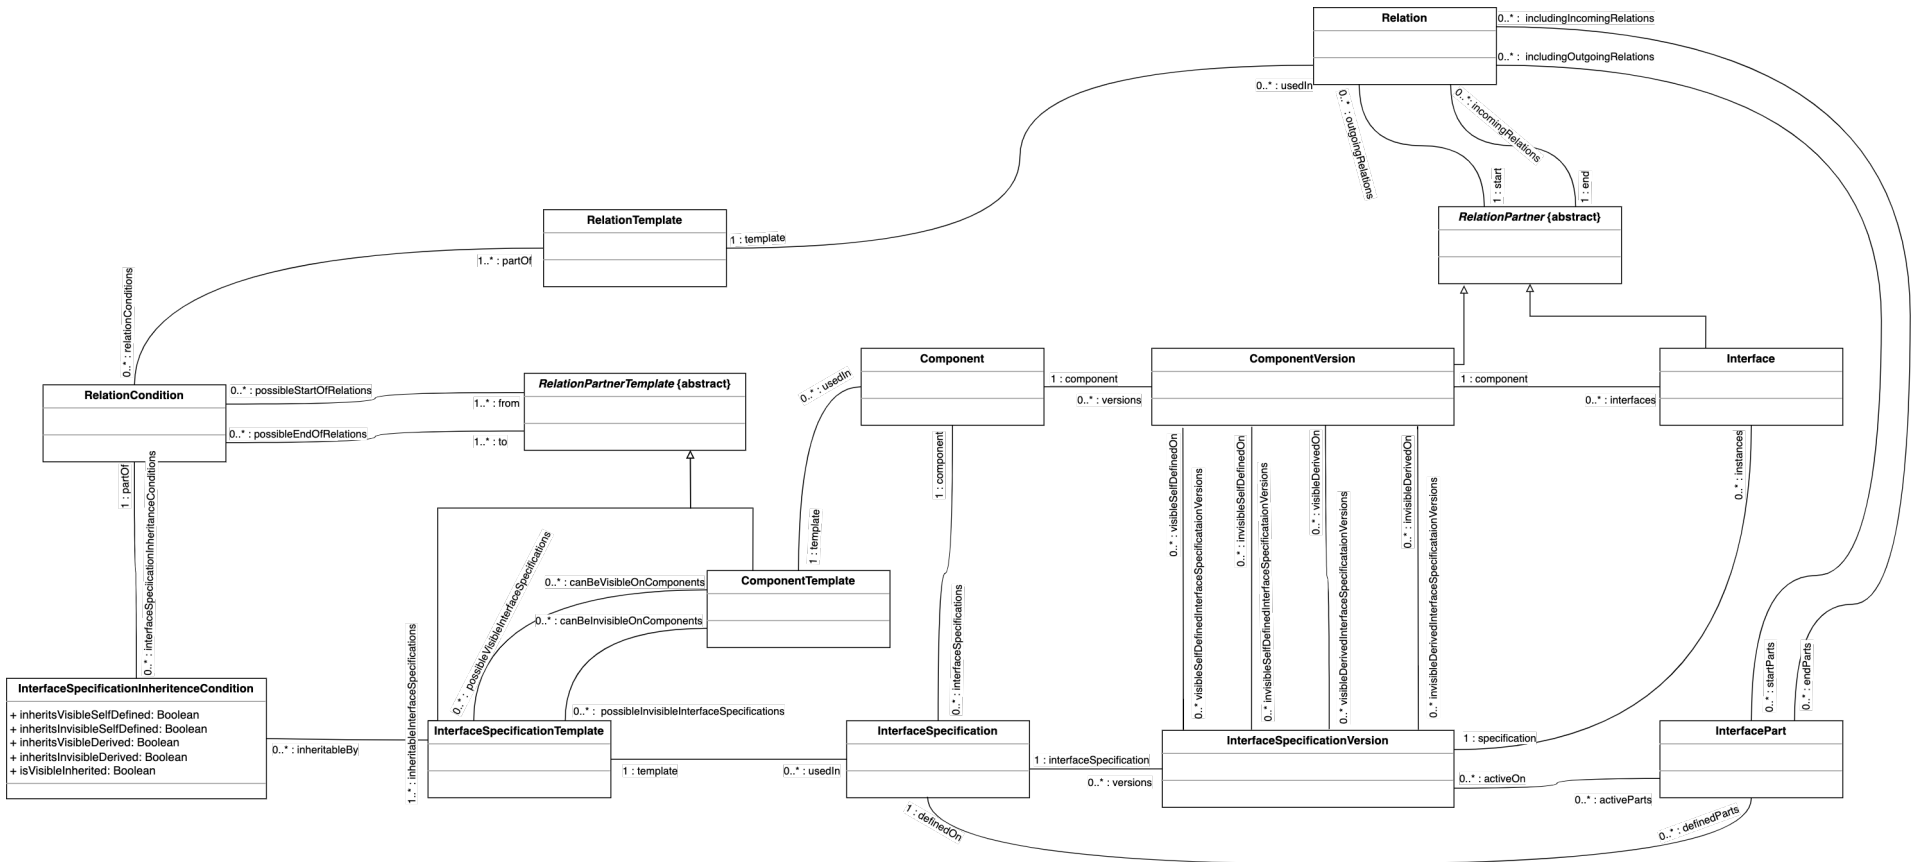 Relation
0..* : includingIncomingRelations
0..* : includingOutgoingRelations
0..* : usedIn
0..* : outgoingRelations
0..* : incomingRelations
1 : start
1 : end
RelationPartner {abstract}
RelationTemplate
1 : template
1..* : partOf
0..* : relationConditions
RelationCondition
0..* : possibleStartOfRelations
1..* : from
0..* : possibleEndOfRelations
1..* : to
RelationPartnerTemplate {abstract}
Component
0..* : usedIn
1 : component
0..* : versions
ComponentVersion
1 : component
0..* : interfaces
Interface
1 : partOf
0..* : interfaceSpeciicationInheritanceConditions
1 : component
0..* : visibleSelfDefinedOn
0..* : visibleSelfDefinedInterfaceSpecificataionVersions
0..* : invisibleSelfDefinedOn
0..* : invisibleSelfDefinedInterfaceSpecificataionVersions
0..* : visibleDerivedOn
0..* : visibleDerivedInterfaceSpecificataionVersions
0..* : invisibleDerivedOn
0..* : invisibleDerivedInterfaceSpecificataionVersions
0..* : instances
1 : template
ComponentTemplate
0..* : canBeVisibleOnComponents
0..* : canBeInvisibleOnComponents
0..* : possibleVisibleInterfaceSpecifications
0..* : possibleInvisibleInterfaceSpecifications
0..* : interfaceSpecifications
0..* : startParts
0..* : endParts
InterfaceSpecificationInheritenceCondition
+ inheritsVisibleSelfDefined: Boolean
+ inheritsInvisibleSelfDefined: Boolean
+ inheritsVisibleDerived: Boolean
+ inheritsInvisibleDerived: Boolean
+ isVisibleInherited: Boolean
0..* : inheritableBy
1..* : inheritableInterfaceSpecifications
InterfaceSpecificationTemplate
1 : template
0..* : usedIn
InterfaceSpecification
1 : interfaceSpecification
0..* : versions
InterfaceSpecificationVersion
1 : specification
0..* : activeOn
0..* : activeParts
InterfacePart
1 : definedOn
0..* : definedParts